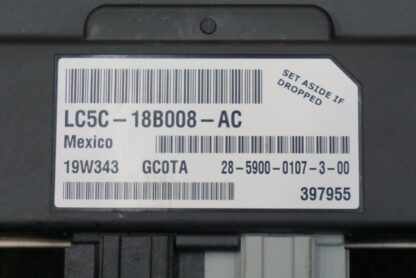 SET ASIDE IF
DROPPED
LC5C-18B008-AC
Mexico
19W343 GC0TA 28-5900-0107-3-00
397955